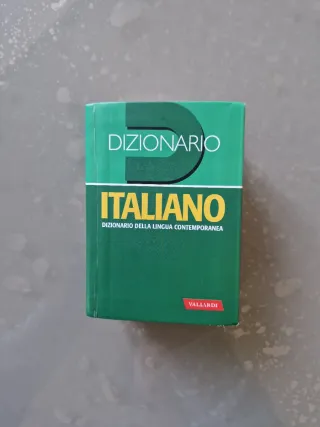 DIZIONARIO
ITALIANO
DIZIONARIO DELLA LINGUA CONTEMPORANEA
VALLARDI